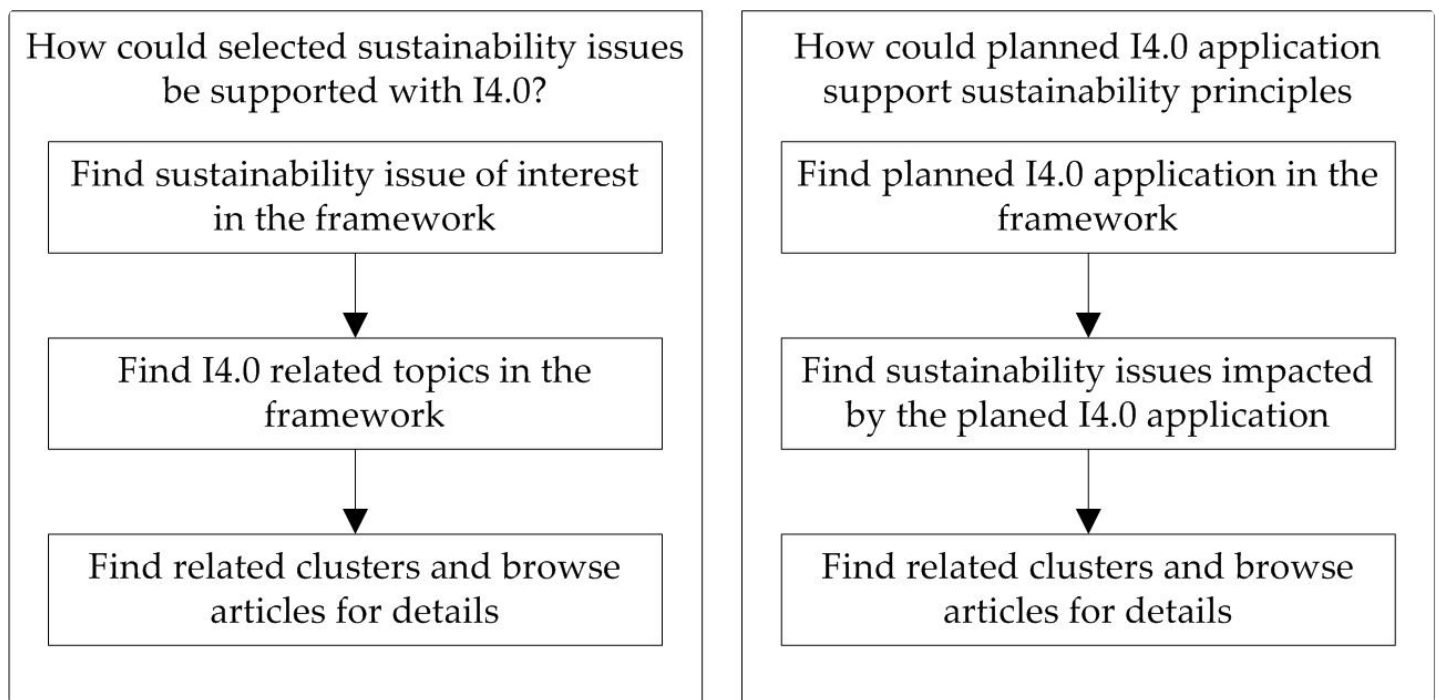 How could selected sustainability issues
be supported with I4.0?
Find sustainability issue of interest
in the framework
Find I4.0 related topics in the
framework
Find related clusters and browse
articles for details
How could planned I4.0 application
support sustainability principles
Find planned I4.0 application in the
framework
Find sustainability issues impacted
by the planed I4.0 application
Find related clusters and browse
articles for details